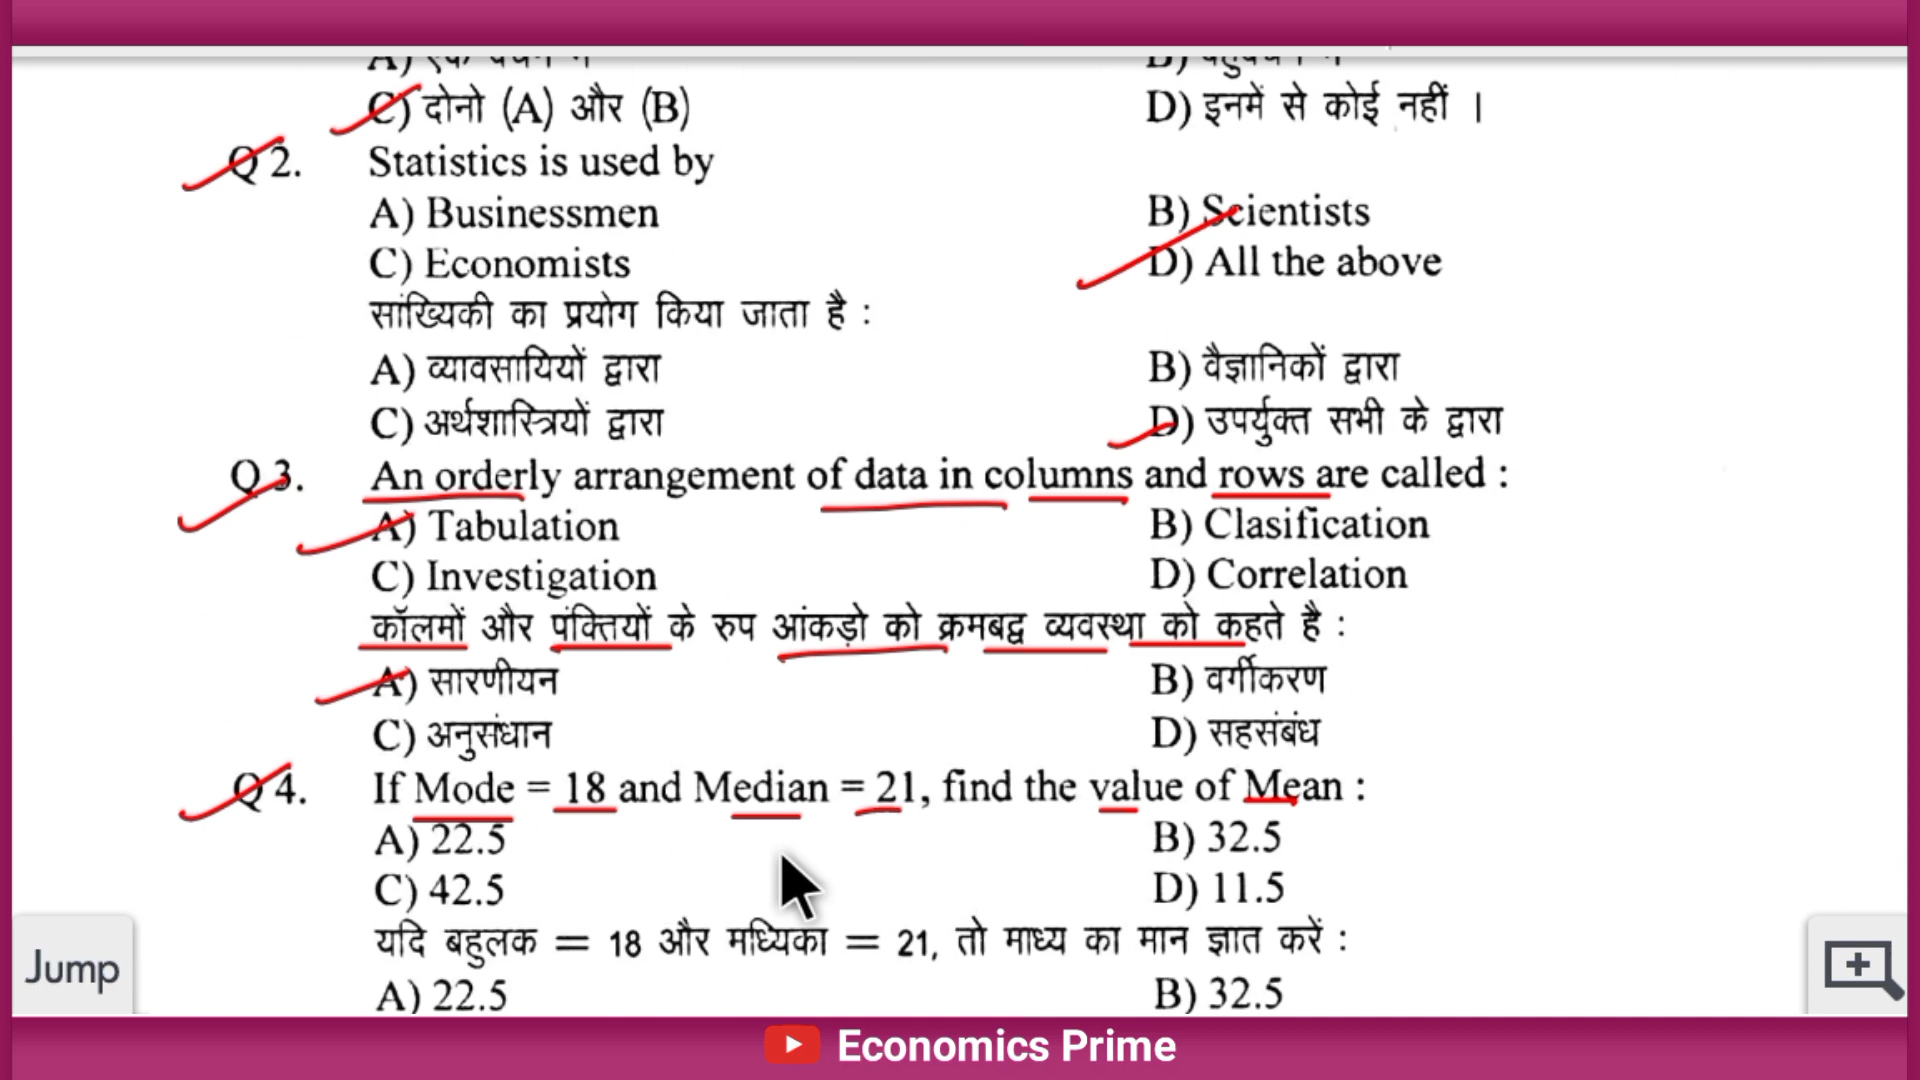 C) दोनो (A) और (B) D) इनमें से कोई नहीं ।
Q 2. Statistics is used by
A) Businessmen B) Scientists
C) Economists D) All the above
सांख्यिकी का प्रयोग किया जाता है :
A) व्यावसायियों द्वारा B) वैज्ञानिकों द्वारा
C) अर्थशास्त्रियों द्वारा D) उपर्युक्त सभी के द्वारा
Q 3. An orderly arrangement of data in columns and rows are called :
A) Tabulation B) Clasification
C) Investigation D) Correlation
कॉलमों और पंक्तियों के रुप आंकड़ो को क्रमबद्व व्यवस्था को कहते है :
A) सारणीयन B) वर्गीकरण
C) अनुसंधान D) सहसंबंध
Q 4. If Mode = 18 and Median = 21, find the value of Mean :
A) 22.5 B) 32.5
C) 42.5 D) 11.5
यदि बहुलक = 18 और मध्यिका = 21, तो माध्य का मान ज्ञात करें :
A) 22.5 B) 32.5
Jump
Economics Prime